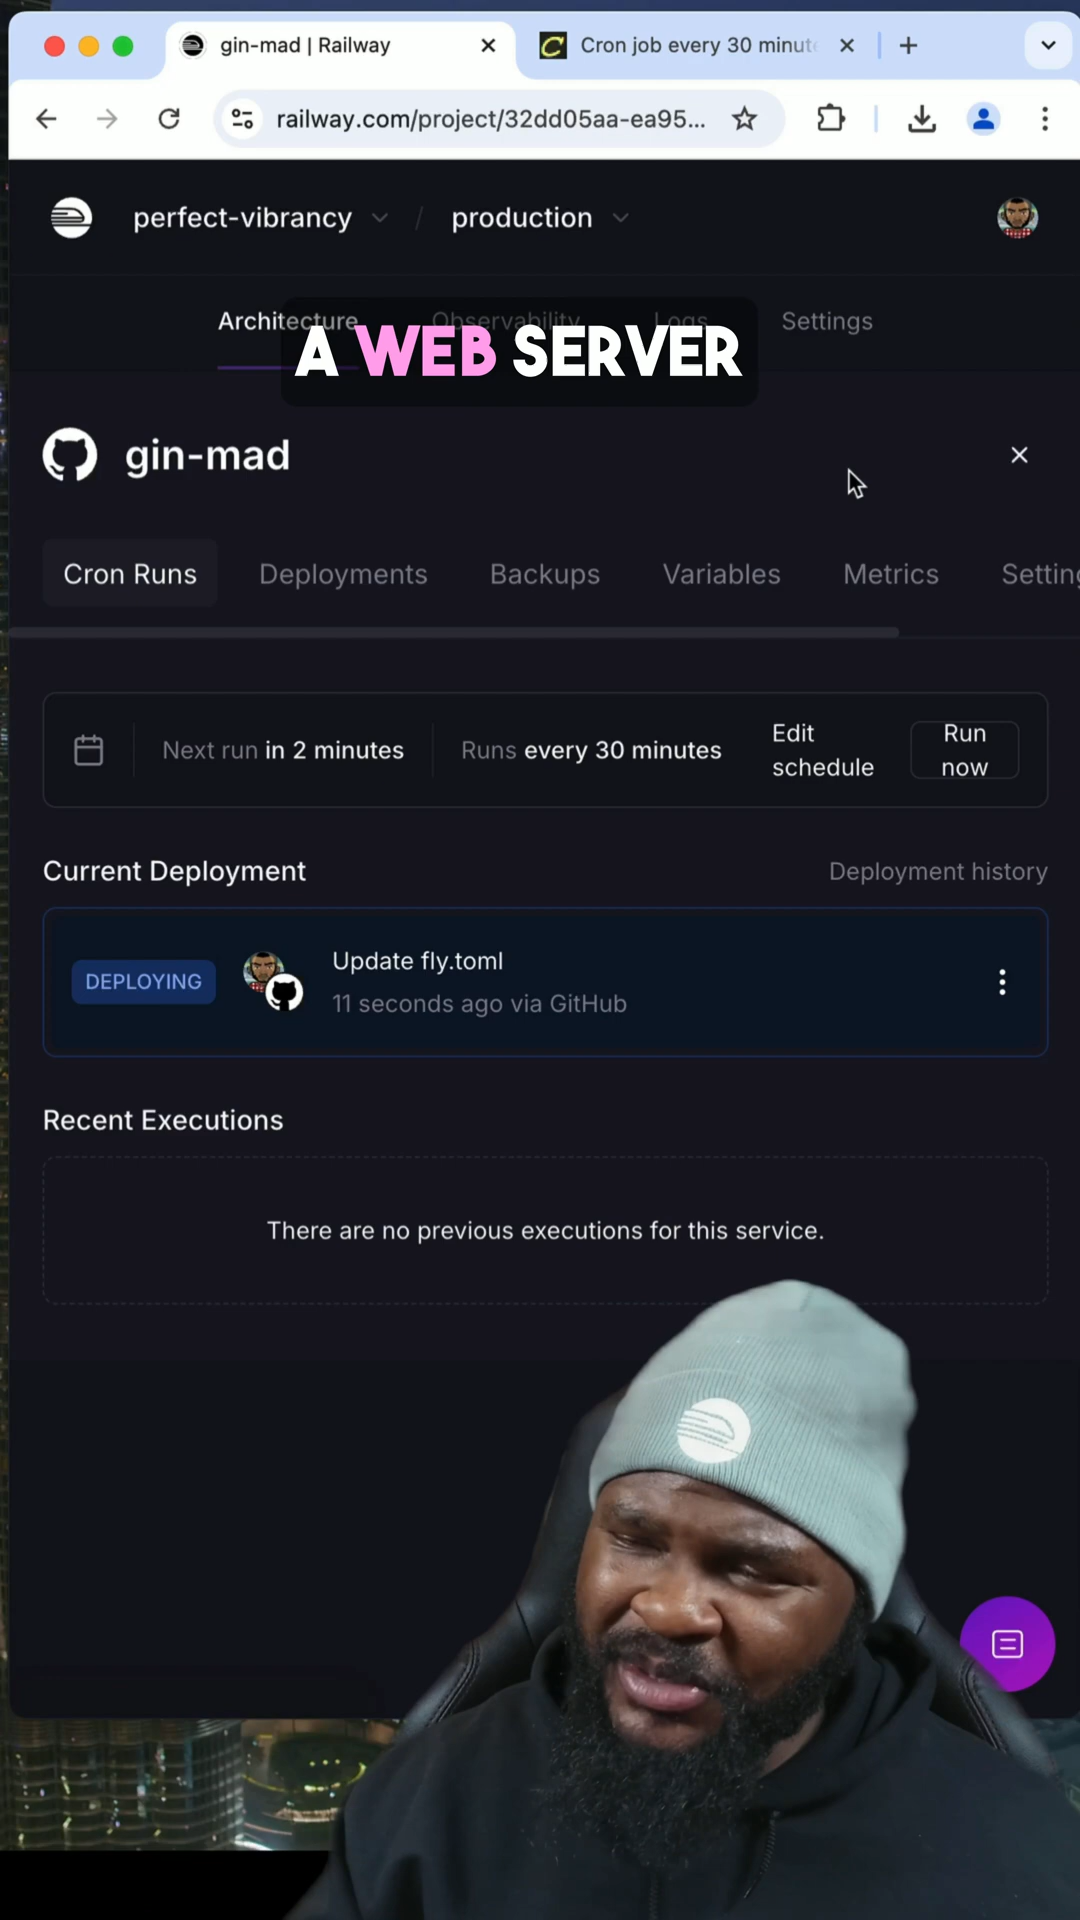 gin-mad | Railway
Cron job every 30 minut
railway.com/project/32dd05aa-ea95...
perfect-vibrancy / production
Architecture Observability Logs Settings
A WEB SERVER
gin-mad
Cron Runs Deployments Backups Variables Metrics Setting
Next run in 2 minutes Runs every 30 minutes Edit schedule Run now
Current Deployment Deployment history
DEPLOYING Update fly.toml
11 seconds ago via GitHub
Recent Executions
There are no previous executions for this service.